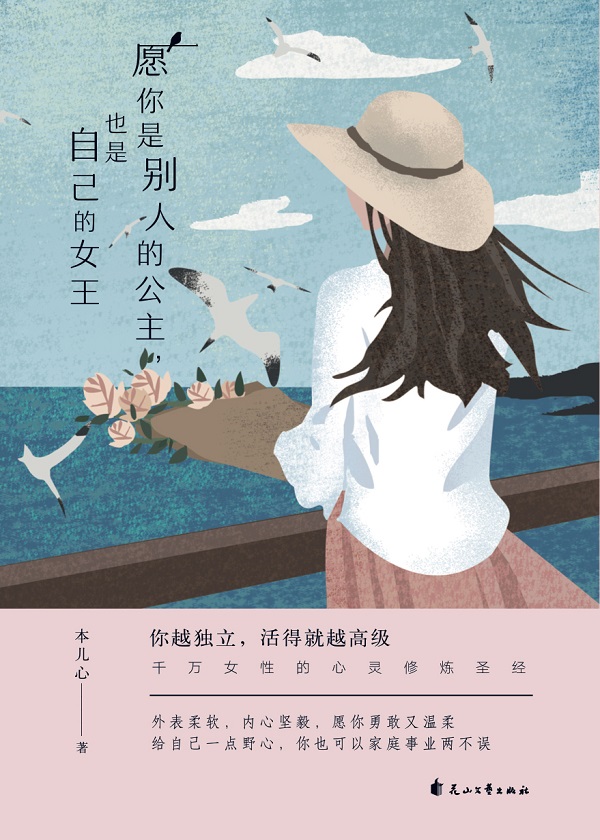 愿你是别人的公主，
也是
自己的女王
你越独立，活得就越高级
千万女性的心灵修炼圣经
本儿心——著
外表柔软，内心坚毅，愿你勇敢又温柔
给自己一点野心，你也可以家庭事业两不误
花山文艺出版社